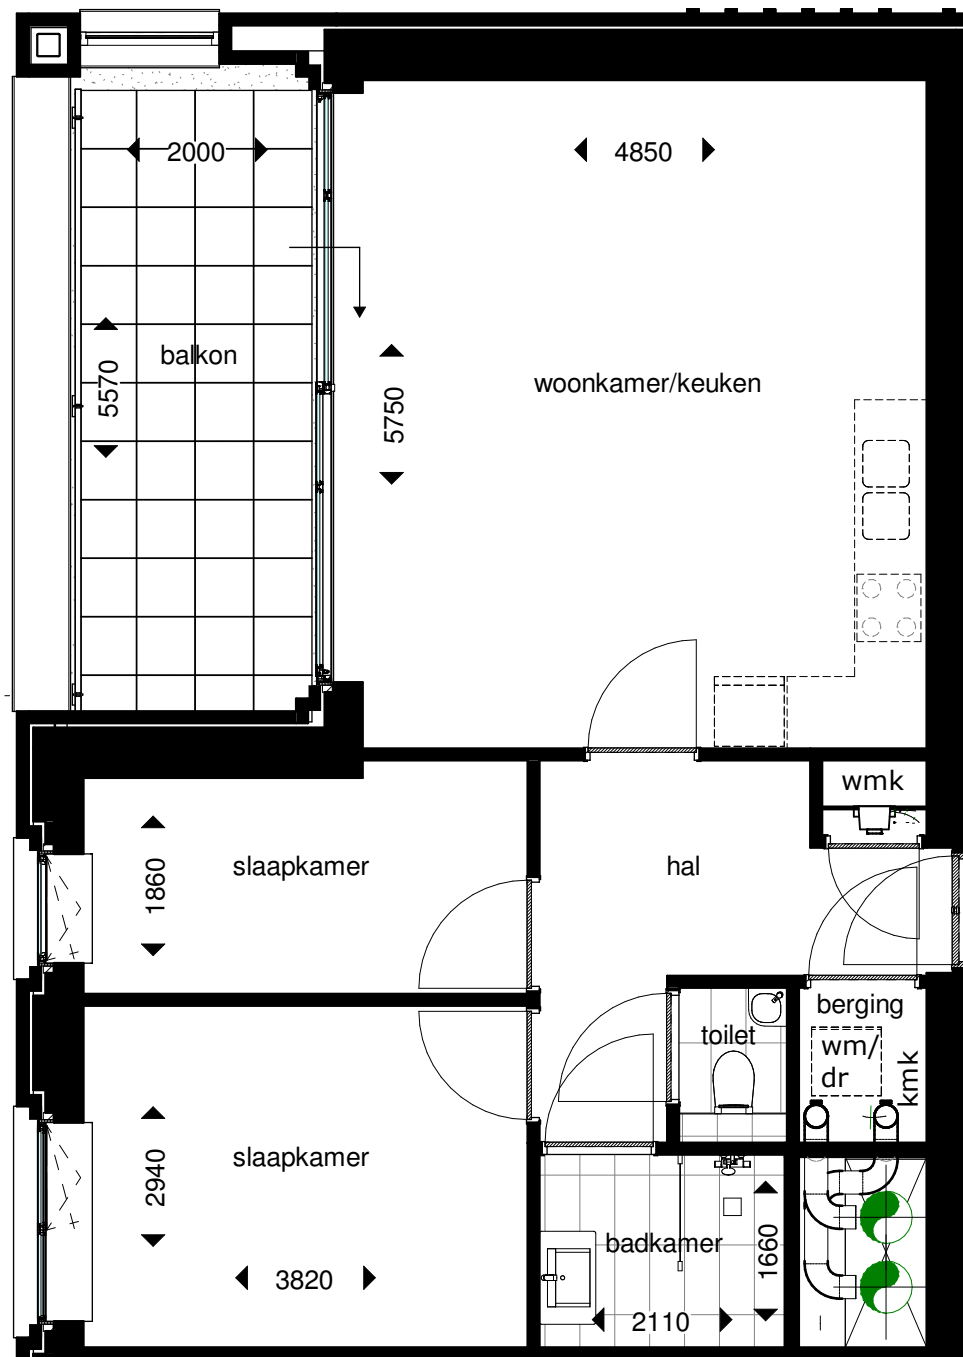 2000
4850
balkon
5570
woonkamer/keuken
5750
wmk
slaapkamer
hal
1860
berging
toilet
wm/
dr
kmk
slaapkamer
2940
badkamer
1660
3820
2110